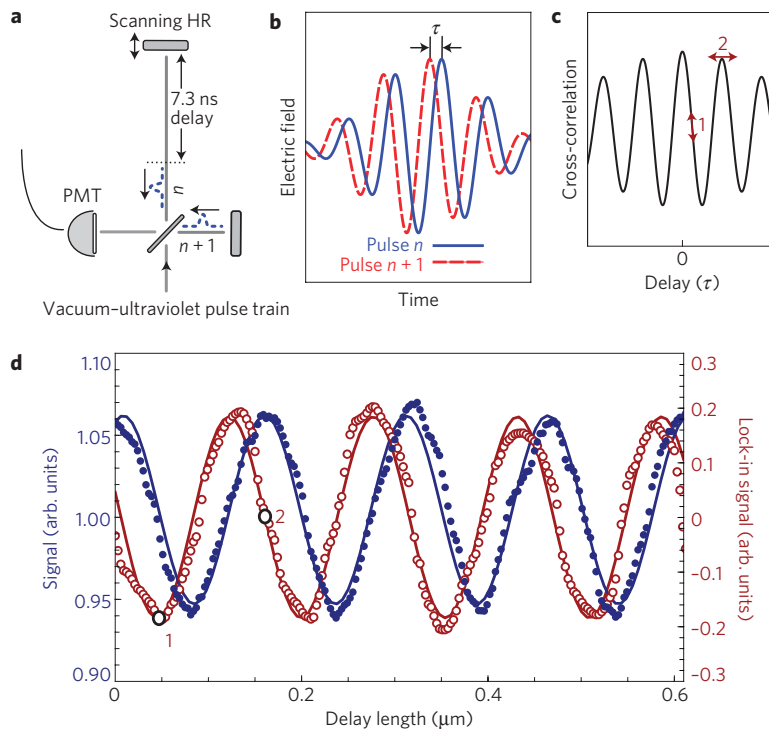 a
Scanning HR
7.3 ns
delay
PMT
n
n + 1
Vacuum–ultraviolet pulse train
b
τ
Electric field
Pulse n
Pulse n + 1
Time
c
2
1
Cross-correlation
0
Delay (τ)
d
1.10
1.05
1.00
0.95
0.90
Signal (arb. units)
0.3
0.2
0.1
0
–0.1
–0.2
–0.3
Lock-in signal (arb. units)
2
1
0
0.2
0.4
0.6
Delay length (μm)